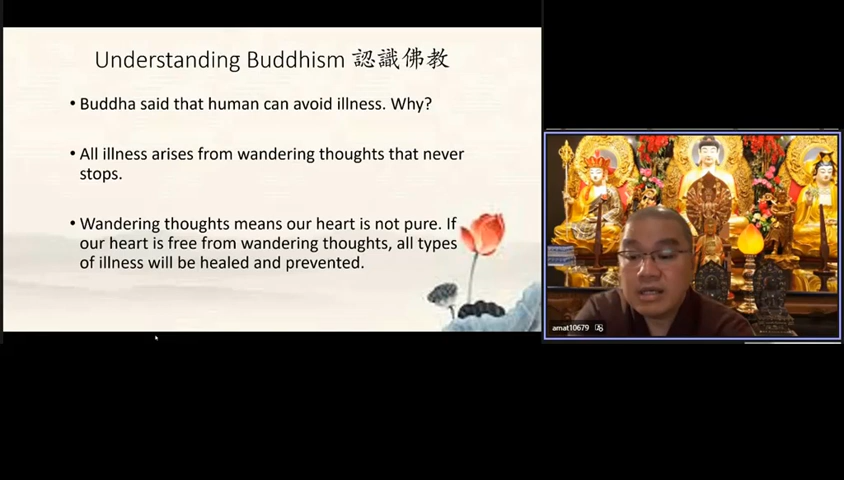 Understanding Buddhism 認識佛教
• Buddha said that human can avoid illness. Why?
• All illness arises from wandering thoughts that never
stops.
• Wandering thoughts means our heart is not pure. If
our heart is free from wandering thoughts, all types
of illness will be healed and prevented.
amat10679